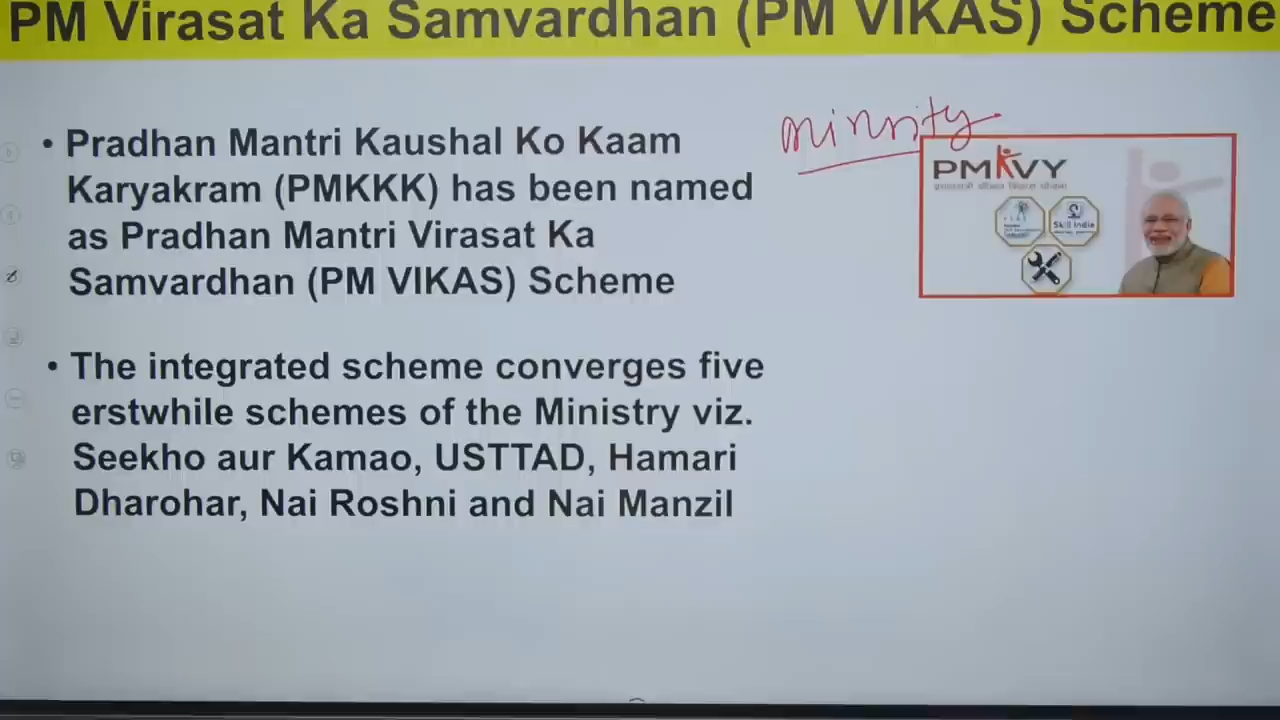 PM Virasat Ka Samvardhan (PM VIKAS) Scheme
minority
• Pradhan Mantri Kaushal Ko Kaam
Karyakram (PMKKK) has been named
as Pradhan Mantri Virasat Ka
Samvardhan (PM VIKAS) Scheme
PMKVY
Skill India
• The integrated scheme converges five
erstwhile schemes of the Ministry viz.
Seekho aur Kamao, USTTAD, Hamari
Dharohar, Nai Roshni and Nai Manzil